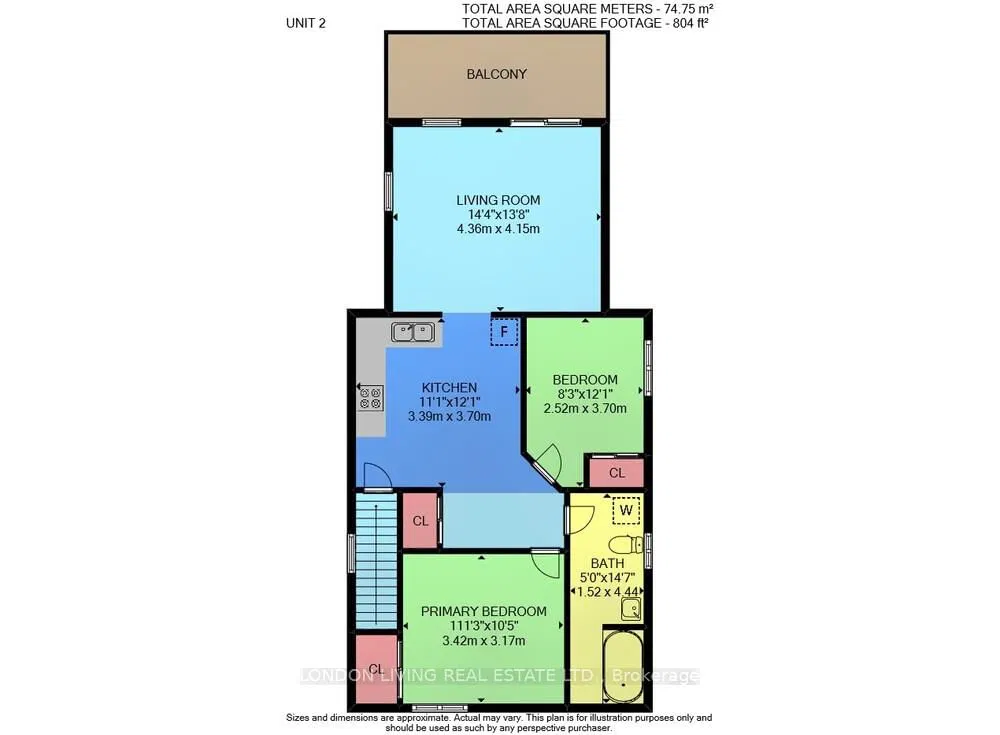 TOTAL AREA SQUARE METERS - 74.75 m²
UNIT 2
TOTAL AREA SQUARE FOOTAGE - 804 ft²
BALCONY
LIVING ROOM
14'4"x13'8"
4.36m x 4.15m
F
KITCHEN
11'1"x12'1"
3.39m x 3.70m
BEDROOM
8'3"x12'1"
2.52m x 3.70m
CL
CL
W
BATH
5'0"x14'7"
1.52 x 4.44
PRIMARY BEDROOM
111'3"x10'5"
3.42m x 3.17m
CL
LONDON LIVING REAL ESTATE LTD., Brokerage
Sizes and dimensions are approximate. Actual may vary. This plan is for illustration purposes only and
should be used as such by any perspective purchaser.